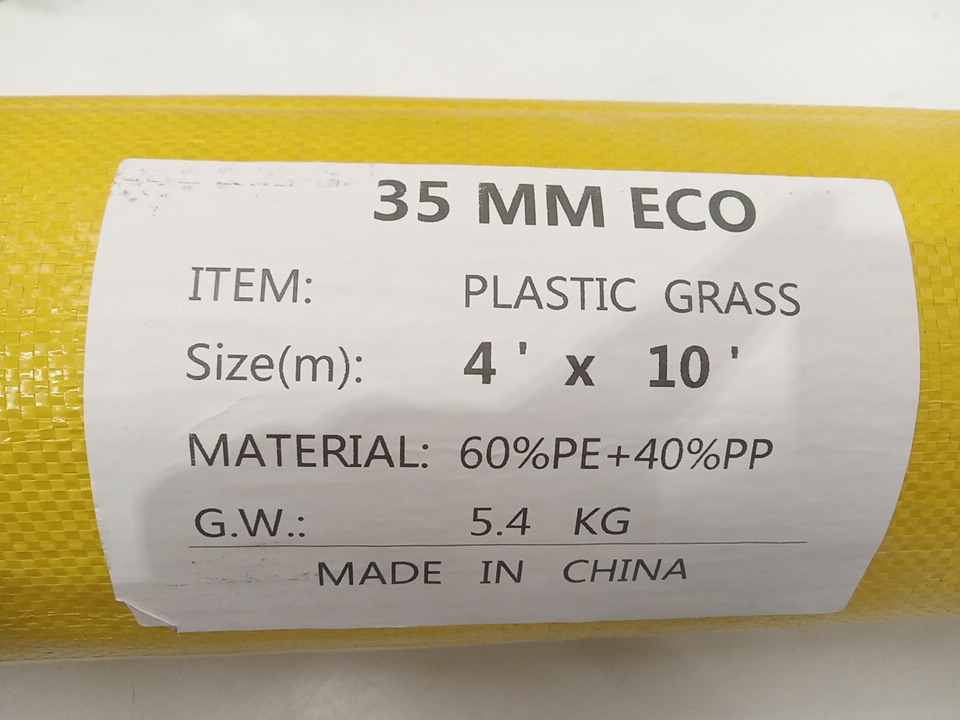 35 MM ECO
ITEM: PLASTIC GRASS
Size(m): 4 ' x 10 '
MATERIAL: 60%PE+40%PP
G.W.: 5.4 KG
MADE IN CHINA